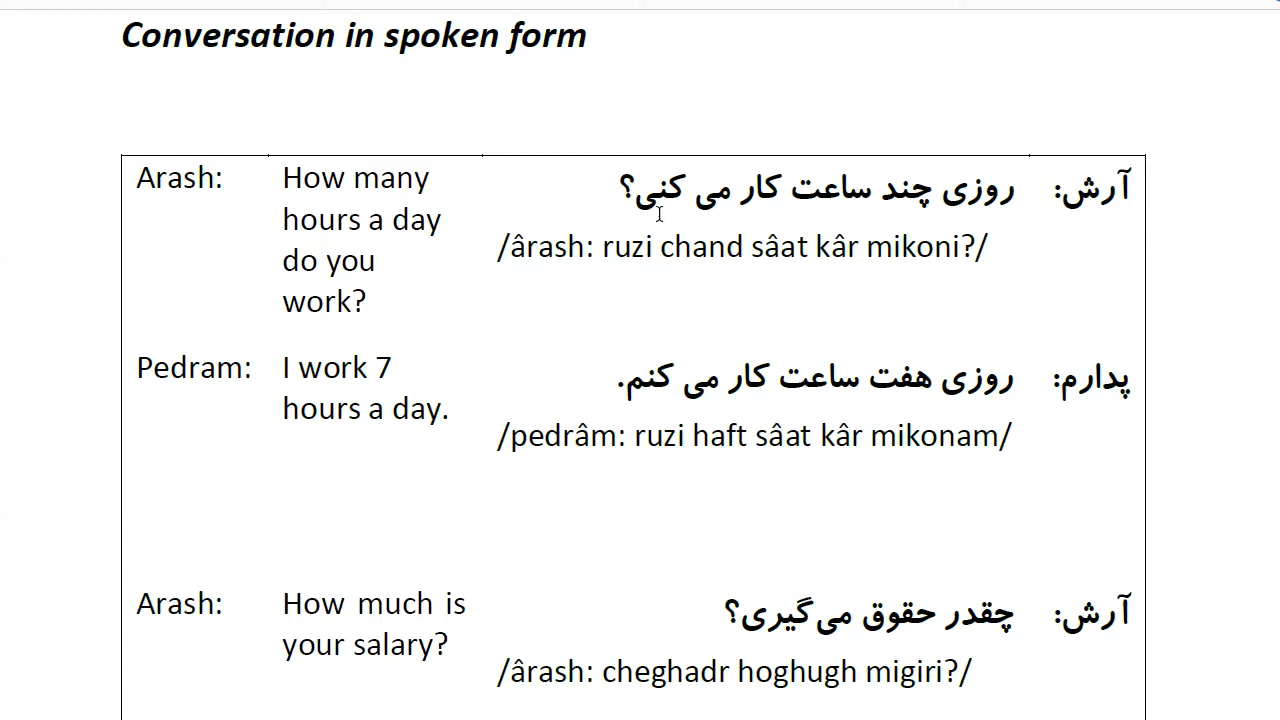 Conversation in spoken form
Arash:
How many
hours a day
do you
work?
روزی چند ساعت کار می کنی؟
/ârash: ruzi chand sâat kâr mikoni?/
آرش:
Pedram:
I work 7
hours a day.
روزی هفت ساعت کار می کنم.
/pedrâm: ruzi haft sâat kâr mikonam/
پدارم:
Arash:
How much is
your salary?
چقدر حقوق می‌گیری؟
/ârash: cheghadr hoghugh migiri?/
آرش: